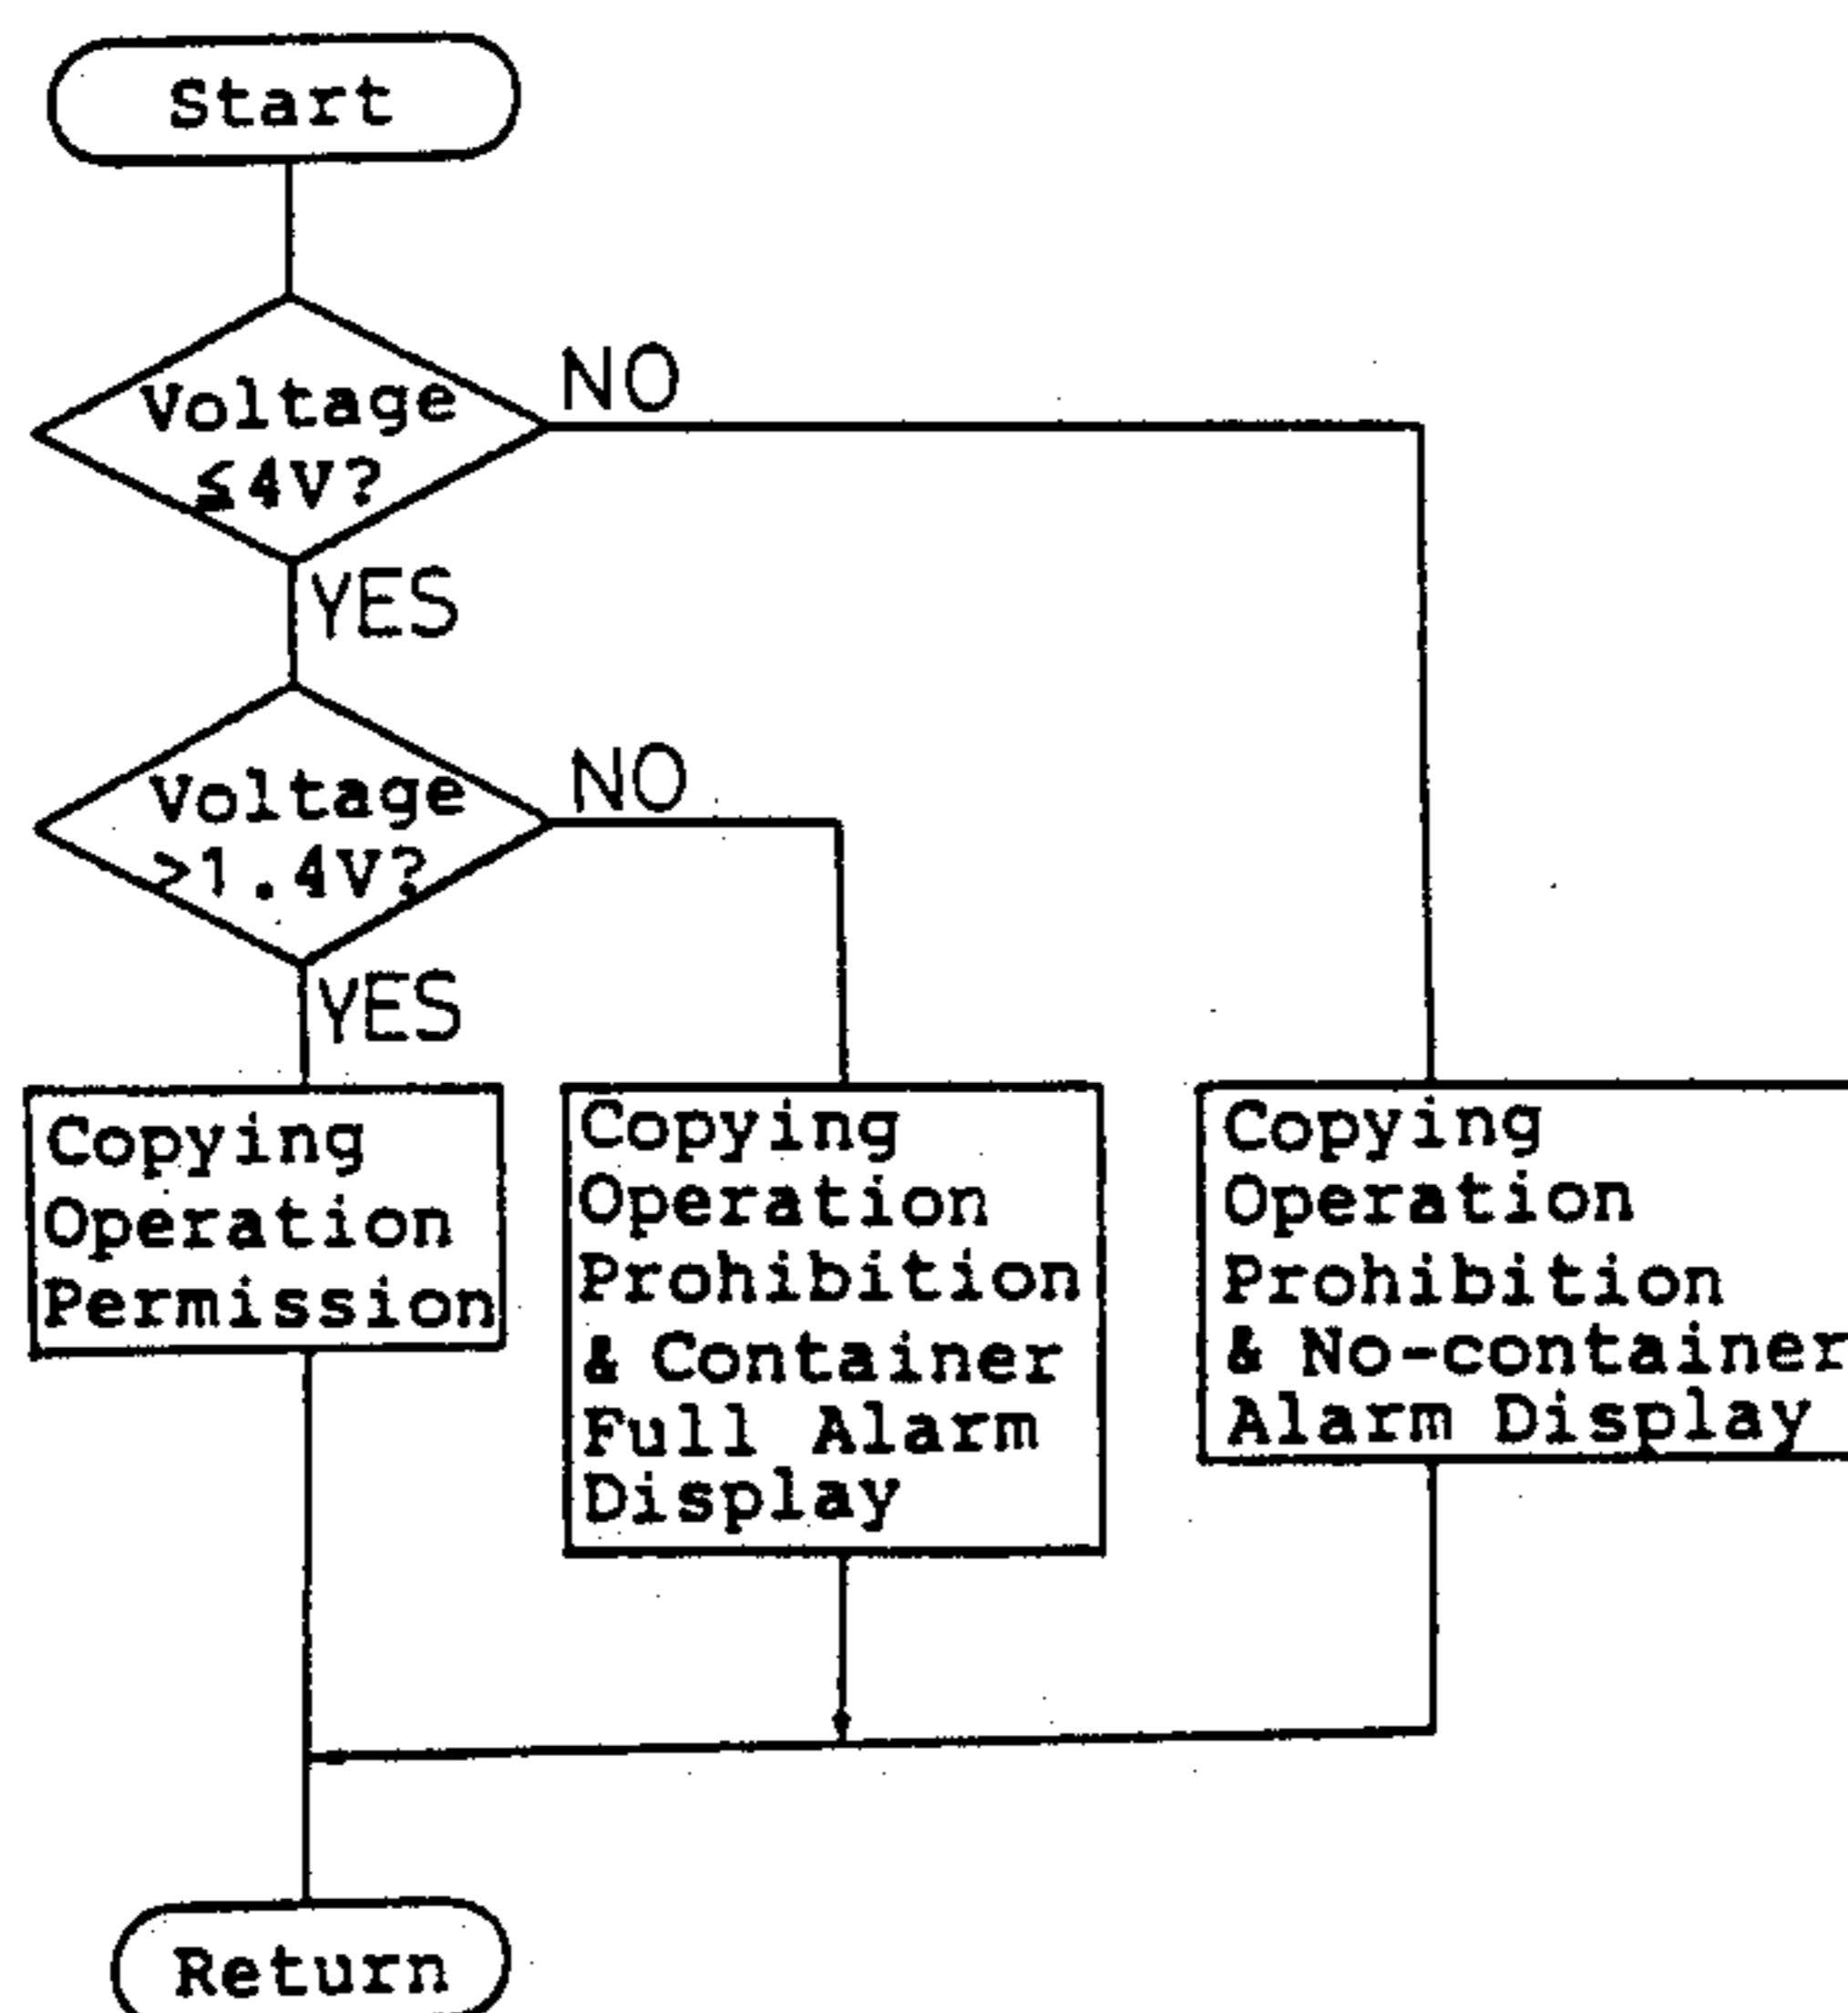 Start
Voltage
≦4V?
NO
YES
Voltage
>1.4V?
NO
YES
Copying
Operation
Permission
Copying
Operation
Prohibition
& Container
Full Alarm
Display
Copying
Operation
Prohibition
& No-container
Alarm Display
Return